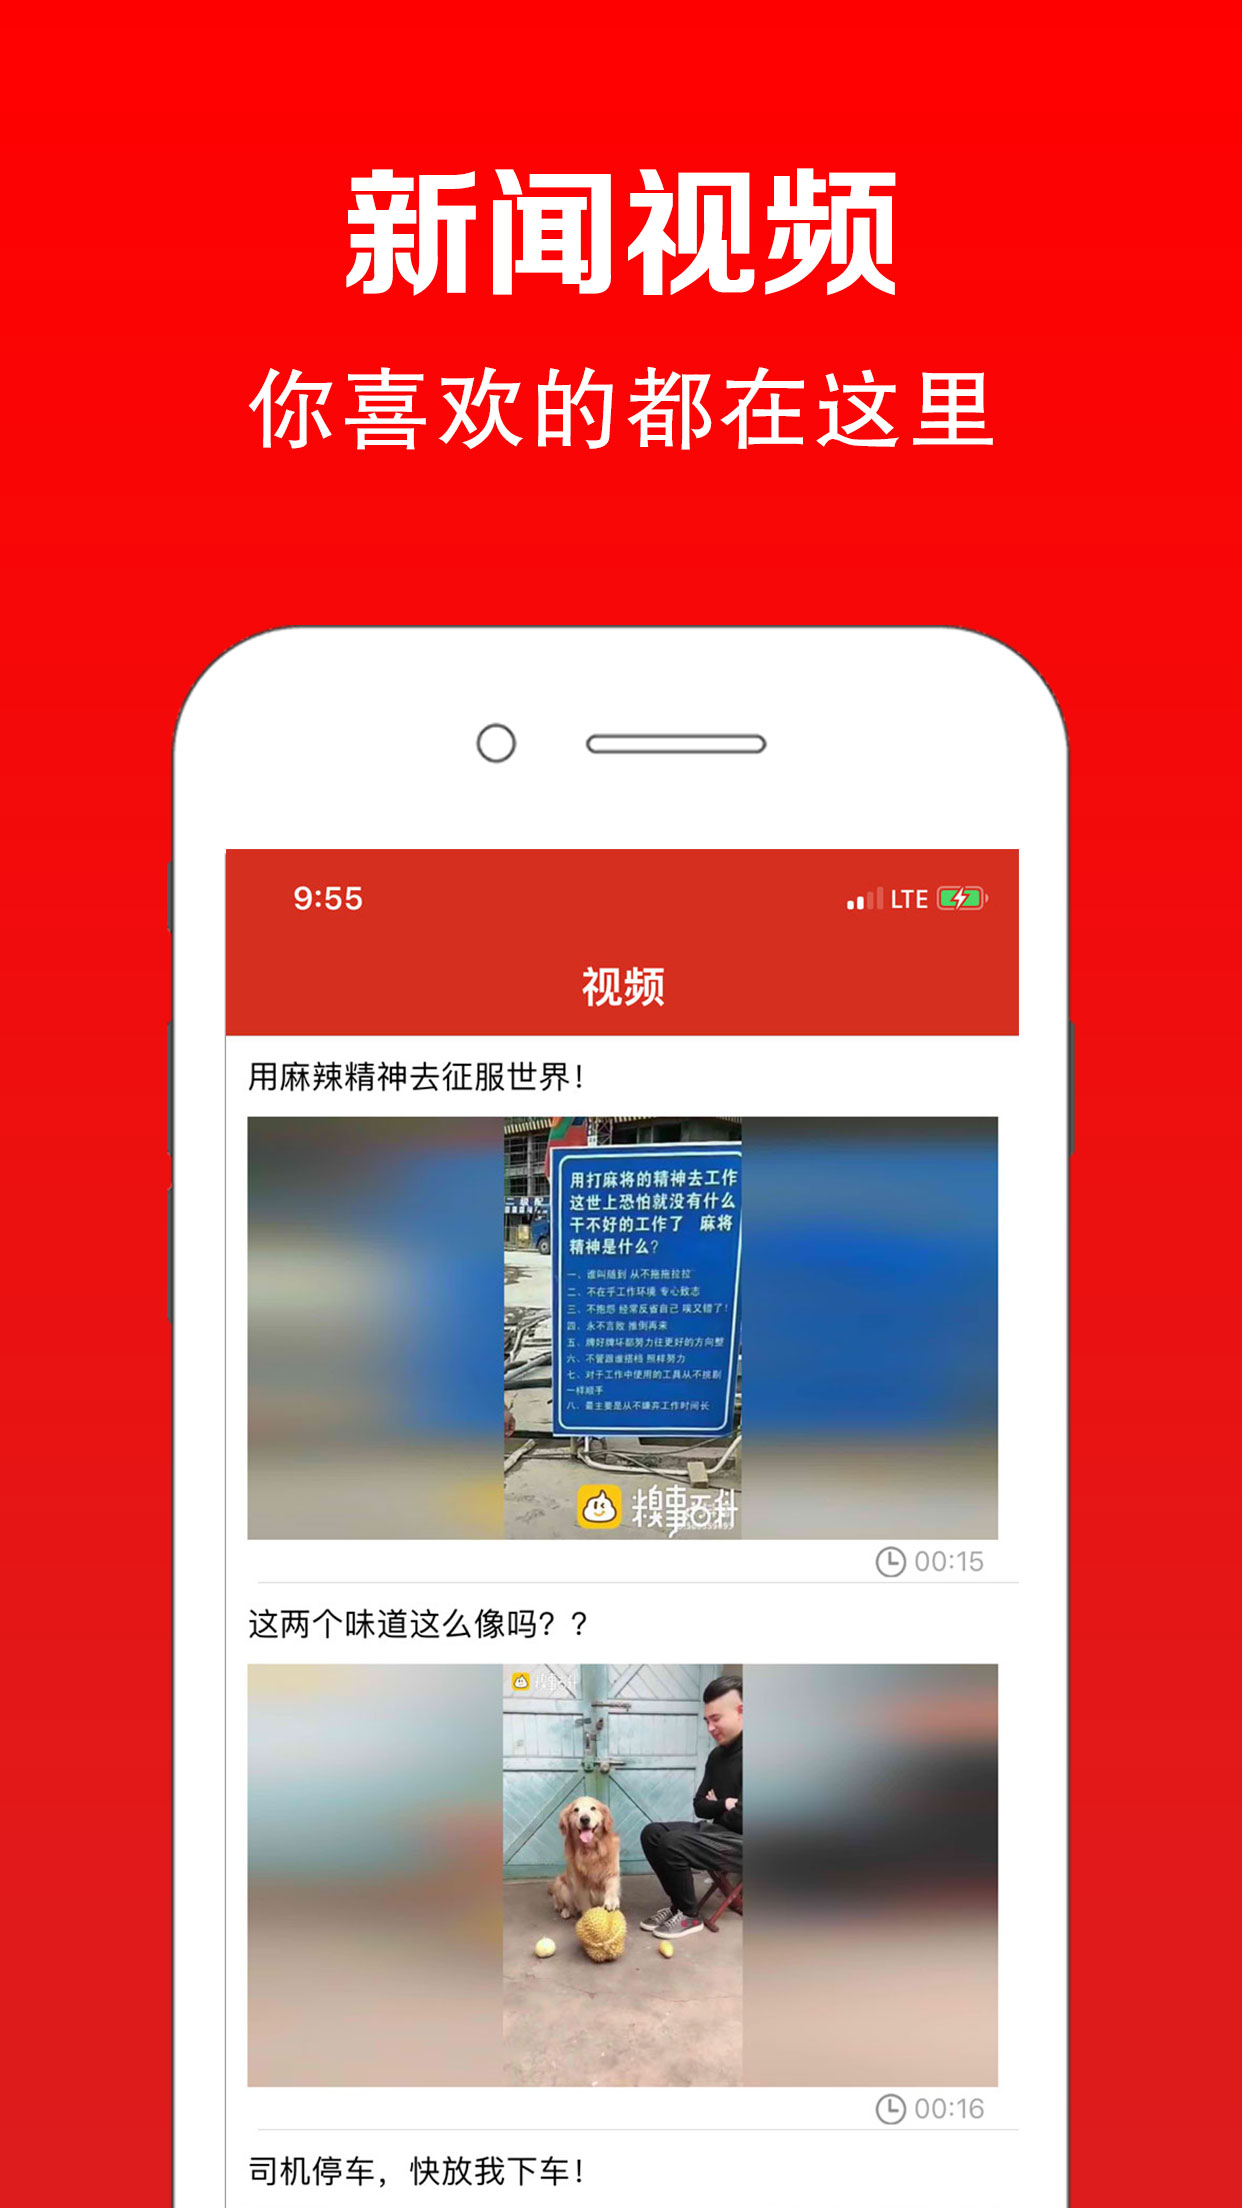 新闻视频
你喜欢的都在这里
9:55
LTE
视频
用麻辣精神去征服世界！
用打麻将的精神去工作
这世上恐怕就没有什么
干不好的工作了 麻将
精神是什么？
一、谁叫随到 从不拖拖拉拉
二、不在乎工作环境 专心致志
三、不抱怨 经常反省自己 唉又错了！
四、永不言败 推倒再来
五、牌好牌坏都努力往更好的方向整
六、不管跟谁搭档 照样努力
七、对于工作中使用的工具从不挑剔
一样顺手
八、最主要是从不嫌弃工作时间长
糗事百科
00:15
这两个味道这么像吗？？
糗事百科
00:16
司机停车，快放我下车！